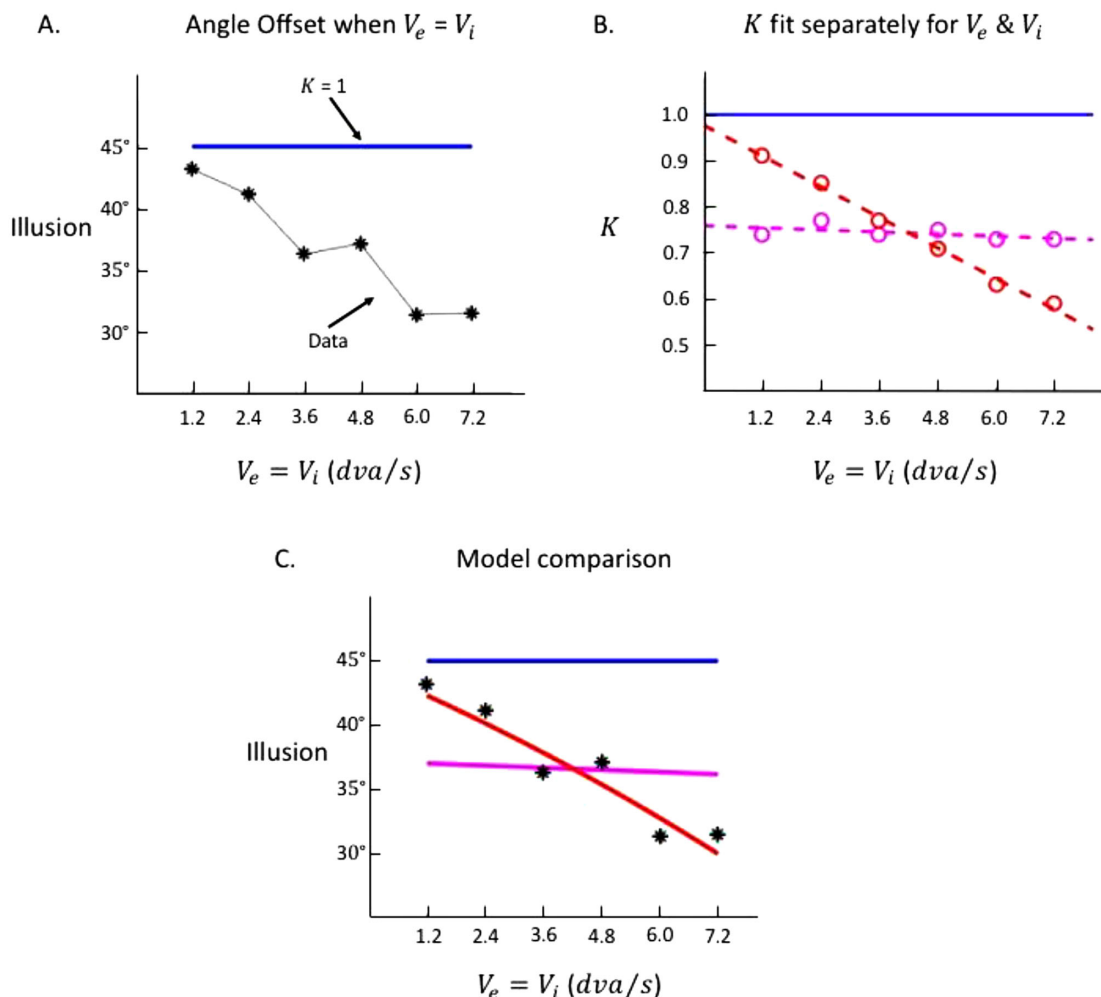 A. Angle Offset when Vₑ = Vᵢ
K = 1
45°
40°
Illusion
35°
30°
Data
1.2 2.4 3.6 4.8 6.0 7.2
Vₑ = Vᵢ (dva/s)
B. K fit separately for Vₑ & Vᵢ
1.0
0.9
0.8
K
0.7
0.6
0.5
1.2 2.4 3.6 4.8 6.0 7.2
Vₑ = Vᵢ (dva/s)
C. Model comparison
45°
40°
Illusion
35°
30°
1.2 2.4 3.6 4.8 6.0 7.2
Vₑ = Vᵢ (dva/s)